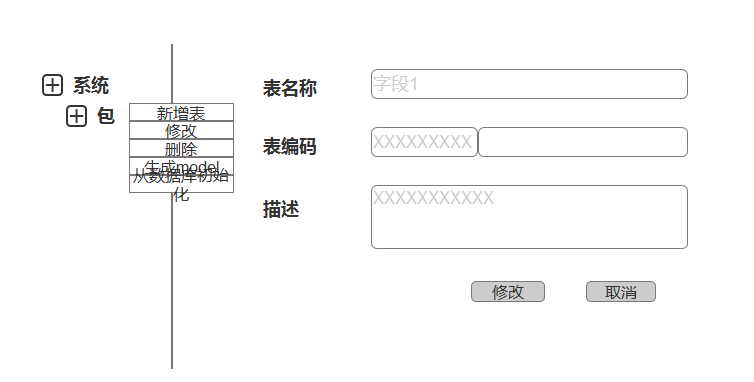 系统
包
新增表
修改
删除
生成model
从数据库初始
化
表名称
字段1
表编码
XXXXXXXXX
描述
XXXXXXXXXXX
修改
取消